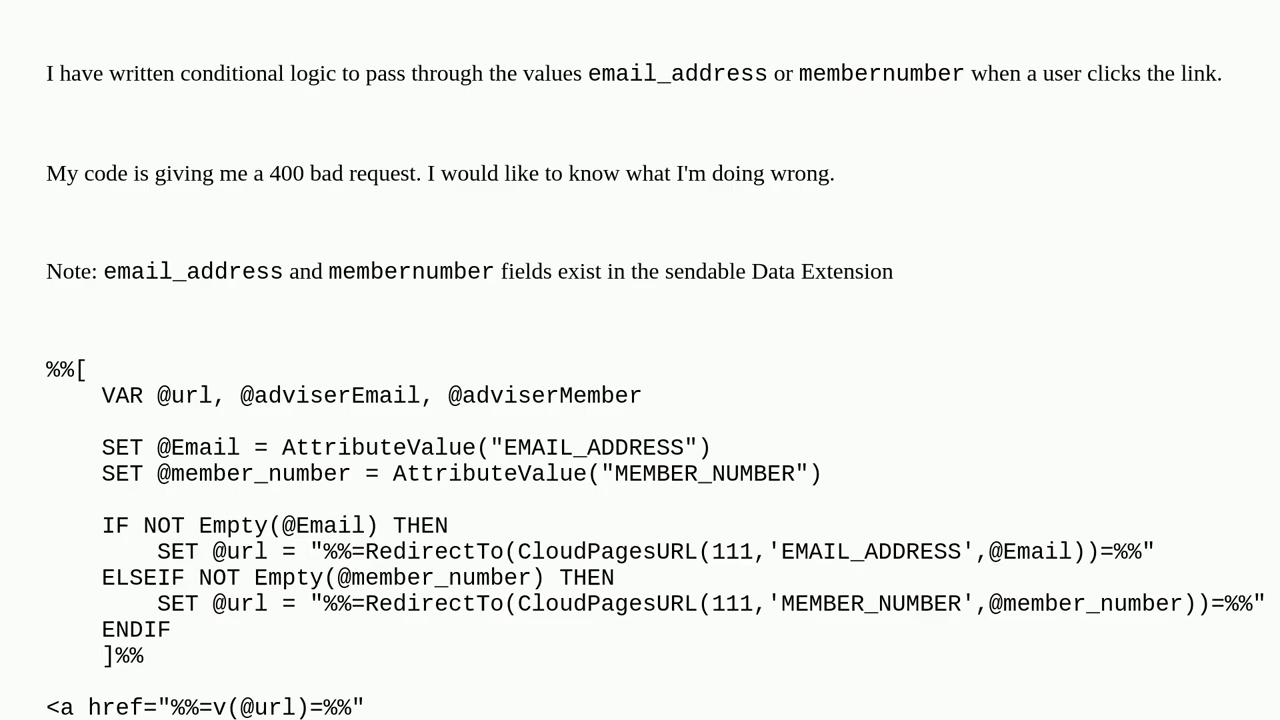 I have written conditional logic to pass through the values email_address or membernumber when a user clicks the link.
My code is giving me a 400 bad request. I would like to know what I'm doing wrong.
Note: email_address and membernumber fields exist in the sendable Data Extension
%%[
    VAR @url, @adviserEmail, @adviserMember
    SET @Email = AttributeValue("EMAIL_ADDRESS")
    SET @member_number = AttributeValue("MEMBER_NUMBER")
    IF NOT Empty(@Email) THEN
        SET @url = "%%=RedirectTo(CloudPagesURL(111,'EMAIL_ADDRESS',@Email))=%%"
    ELSEIF NOT Empty(@member_number) THEN
        SET @url = "%%=RedirectTo(CloudPagesURL(111,'MEMBER_NUMBER',@member_number))=%%"
    ENDIF
    ]%%
<a href="%%=v(@url)=%%"